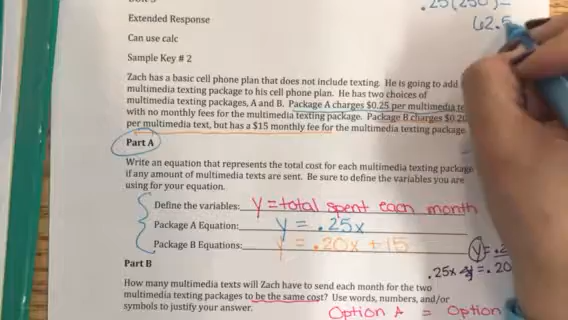 Extended Response
.25(250)=
62.5
Can use calc
Sample Key # 2
Zach has a basic cell phone plan that does not include texting. He is going to add
multimedia texting package to his cell phone plan. He has two choices of
multimedia texting packages, A and B. Package A charges $0.25 per multimedia te
with no monthly fees for the multimedia texting package. Package B charges $0.20
per multimedia text, but has a $15 monthly fee for the multimedia texting package.
Part A
Write an equation that represents the total cost for each multimedia texting package
if any amount of multimedia texts are sent. Be sure to define the variables you are
using for your equation.
Define the variables: y = total spent each month
Package A Equation: y = .25x
Package B Equations: y = .20x + 15
y=.2
.25x = .20
Part B
How many multimedia texts will Zach have to send each month for the two
multimedia texting packages to be the same cost? Use words, numbers, and/or
symbols to justify your answer.
Option A = Option